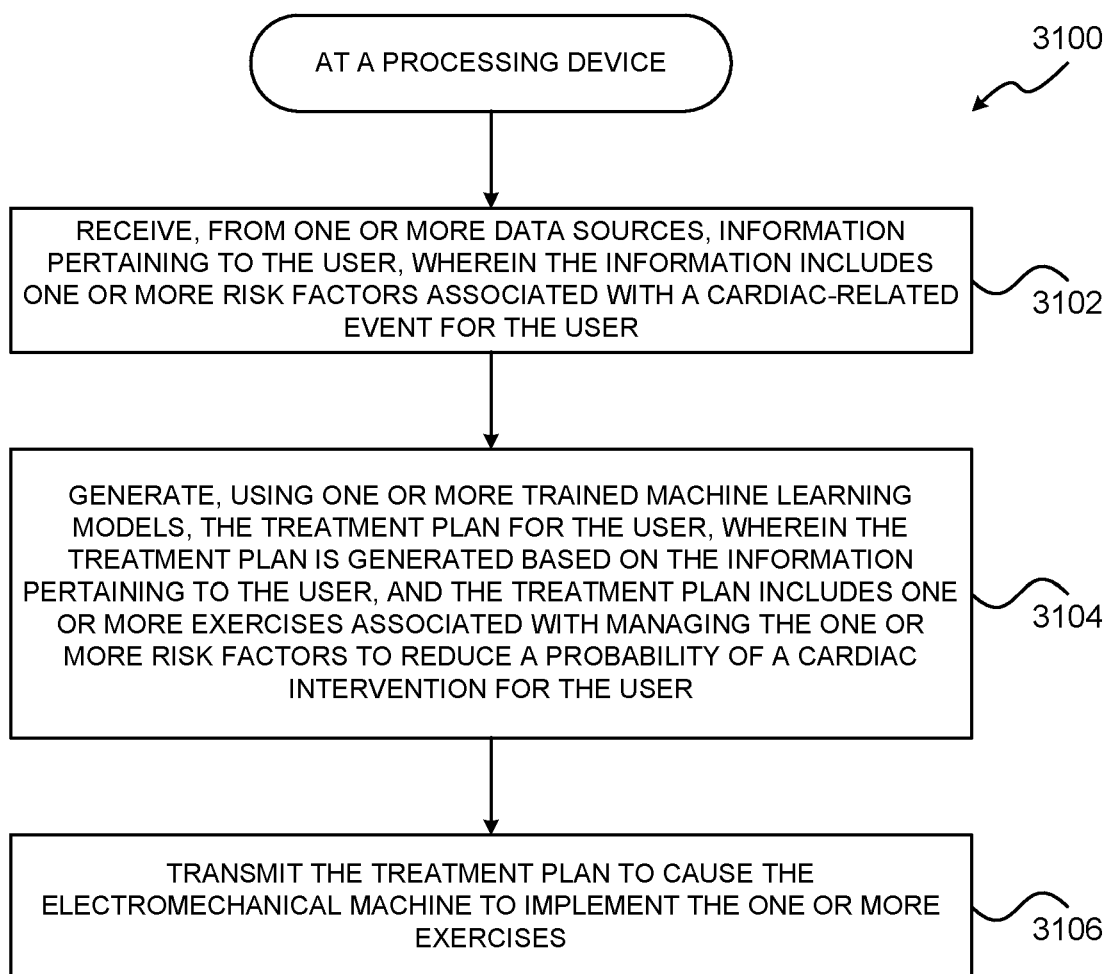 AT A PROCESSING DEVICE
3100
RECEIVE, FROM ONE OR MORE DATA SOURCES, INFORMATION
PERTAINING TO THE USER, WHEREIN THE INFORMATION INCLUDES
ONE OR MORE RISK FACTORS ASSOCIATED WITH A CARDIAC-RELATED
EVENT FOR THE USER
3102
GENERATE, USING ONE OR MORE TRAINED MACHINE LEARNING
MODELS, THE TREATMENT PLAN FOR THE USER, WHEREIN THE
TREATMENT PLAN IS GENERATED BASED ON THE INFORMATION
PERTAINING TO THE USER, AND THE TREATMENT PLAN INCLUDES ONE
OR MORE EXERCISES ASSOCIATED WITH MANAGING THE ONE OR
MORE RISK FACTORS TO REDUCE A PROBABILITY OF A CARDIAC
INTERVENTION FOR THE USER
3104
TRANSMIT THE TREATMENT PLAN TO CAUSE THE
ELECTROMECHANICAL MACHINE TO IMPLEMENT THE ONE OR MORE
EXERCISES
3106